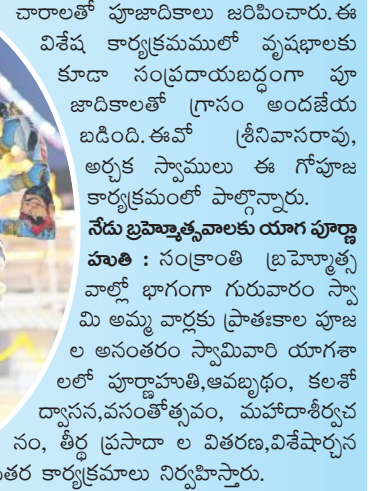 చారాలతో పూజాదికాలు జరిపించారు.ఈ
విశేష కార్యక్రమములో వృషభాలకు
కూడా సంప్రదాయబద్ధంగా పూ
జాదికాలతో గ్రాసం అందజేయ
బడింది.ఈవో శ్రీనివాసరావు,
అర్చక స్వాములు ఈ గోపూజ
కార్యక్రమంలో పాల్గొన్నారు.
నేడు బ్రహ్మోత్సవాలకు యాగ పూర్ణా
హుతి : సంక్రాంతి బ్రహ్మోత్స
వాల్లో భాగంగా గురువారం స్వా
మి అమ్మ వార్లకు ప్రాతఃకాల పూజ
ల అనంతరం స్వామివారి యాగశా
లలో పూర్ణాహుతి,ఆవబృథం, కలశో
ద్వాసన,వసంతోత్సవం, మహాదాశీర్వచ
నం, తీర్థ ప్రసాదా ల వితరణ,విశేషార్చన
తర కార్యక్రమాలు నిర్వహిస్తారు.